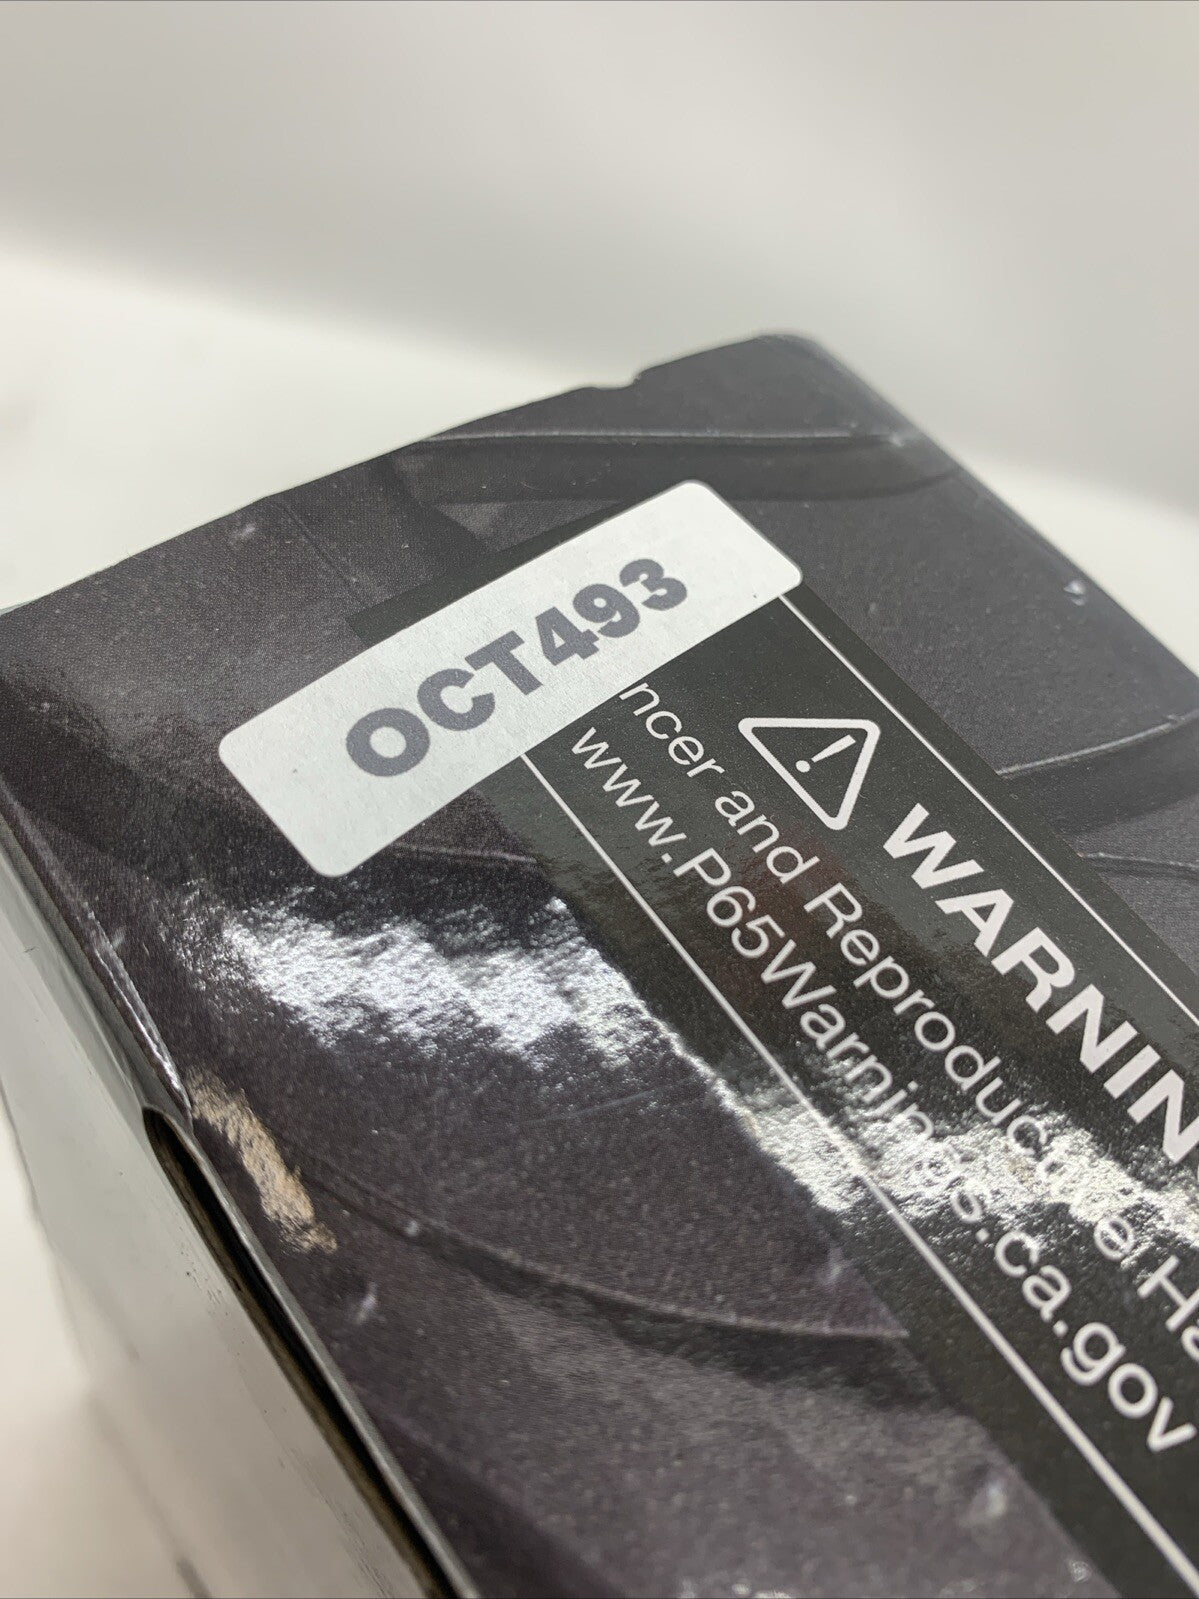 OCT493
WARNIN
ncer and Reproductive Ha
www.P65Warnings.ca.gov